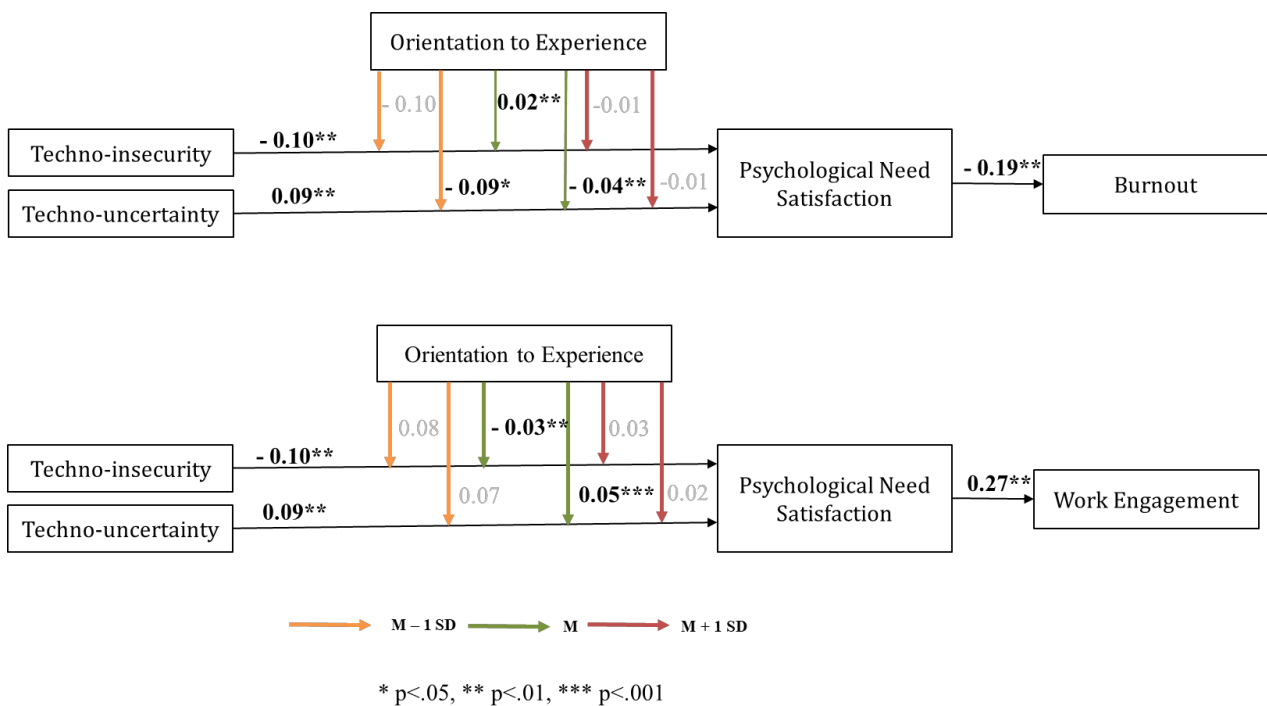 Orientation to Experience
- 0.10
0.02**
-0.01
- 0.10**
Techno-insecurity
Psychological Need
Satisfaction
- 0.19**
Burnout
0.09**
- 0.09*
- 0.04**
-0.01
Techno-uncertainty
Orientation to Experience
0.08
- 0.03**
0.03
- 0.10**
Techno-insecurity
Psychological Need
Satisfaction
0.27**
Work Engagement
0.07
0.05***
0.02
0.09**
Techno-uncertainty
M – 1 SD
M
M + 1 SD
* p<.05, ** p<.01, *** p<.001